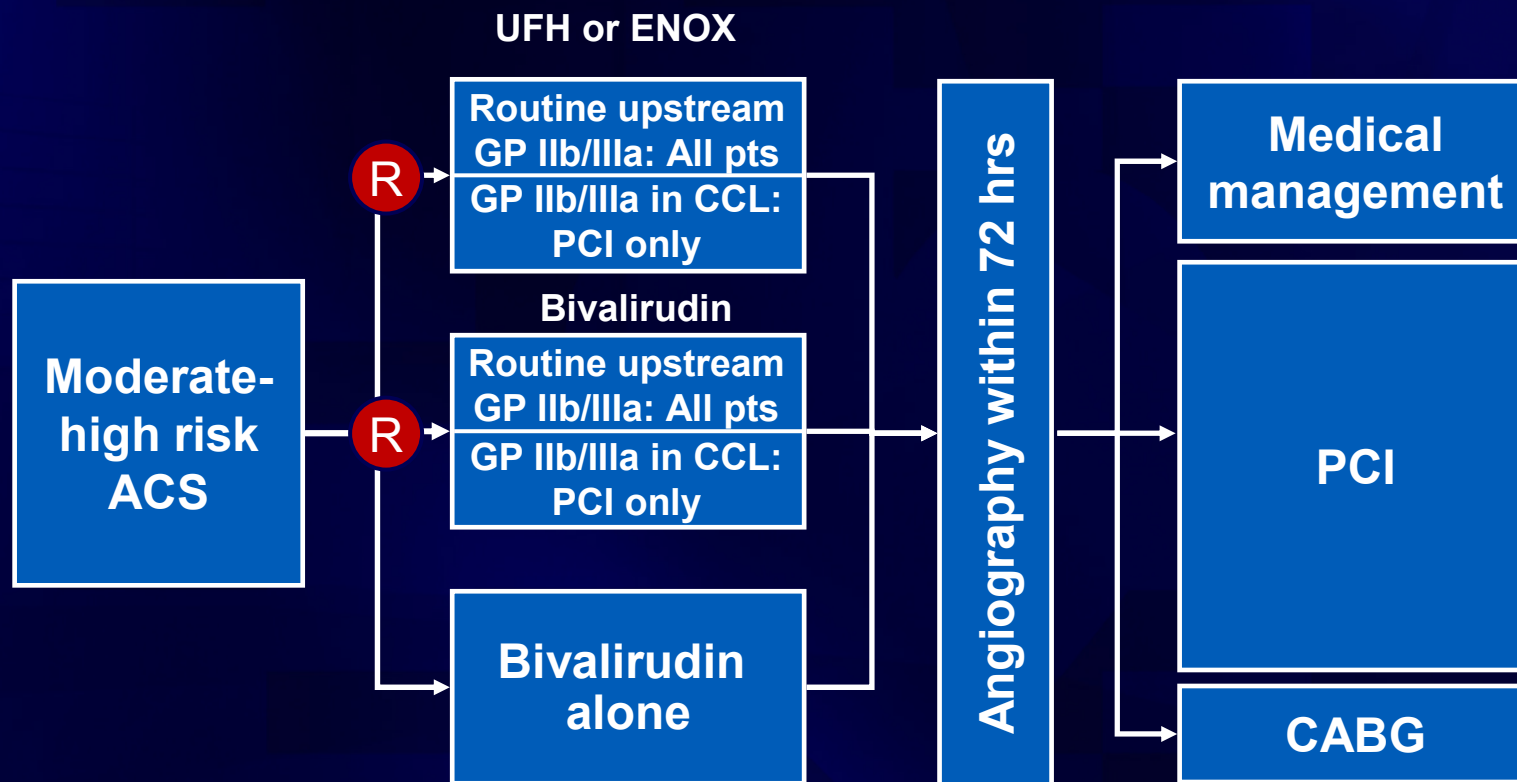 UFH or ENOX
Routine upstream
GP IIb/IIIa: All pts
GP IIb/IIIa in CCL:
PCI only
R
Bivalirudin
Routine upstream
GP IIb/IIIa: All pts
GP IIb/IIIa in CCL:
PCI only
R
Moderate-
high risk
ACS
Bivalirudin
alone
Angiography within 72 hrs
Medical
management
PCI
CABG